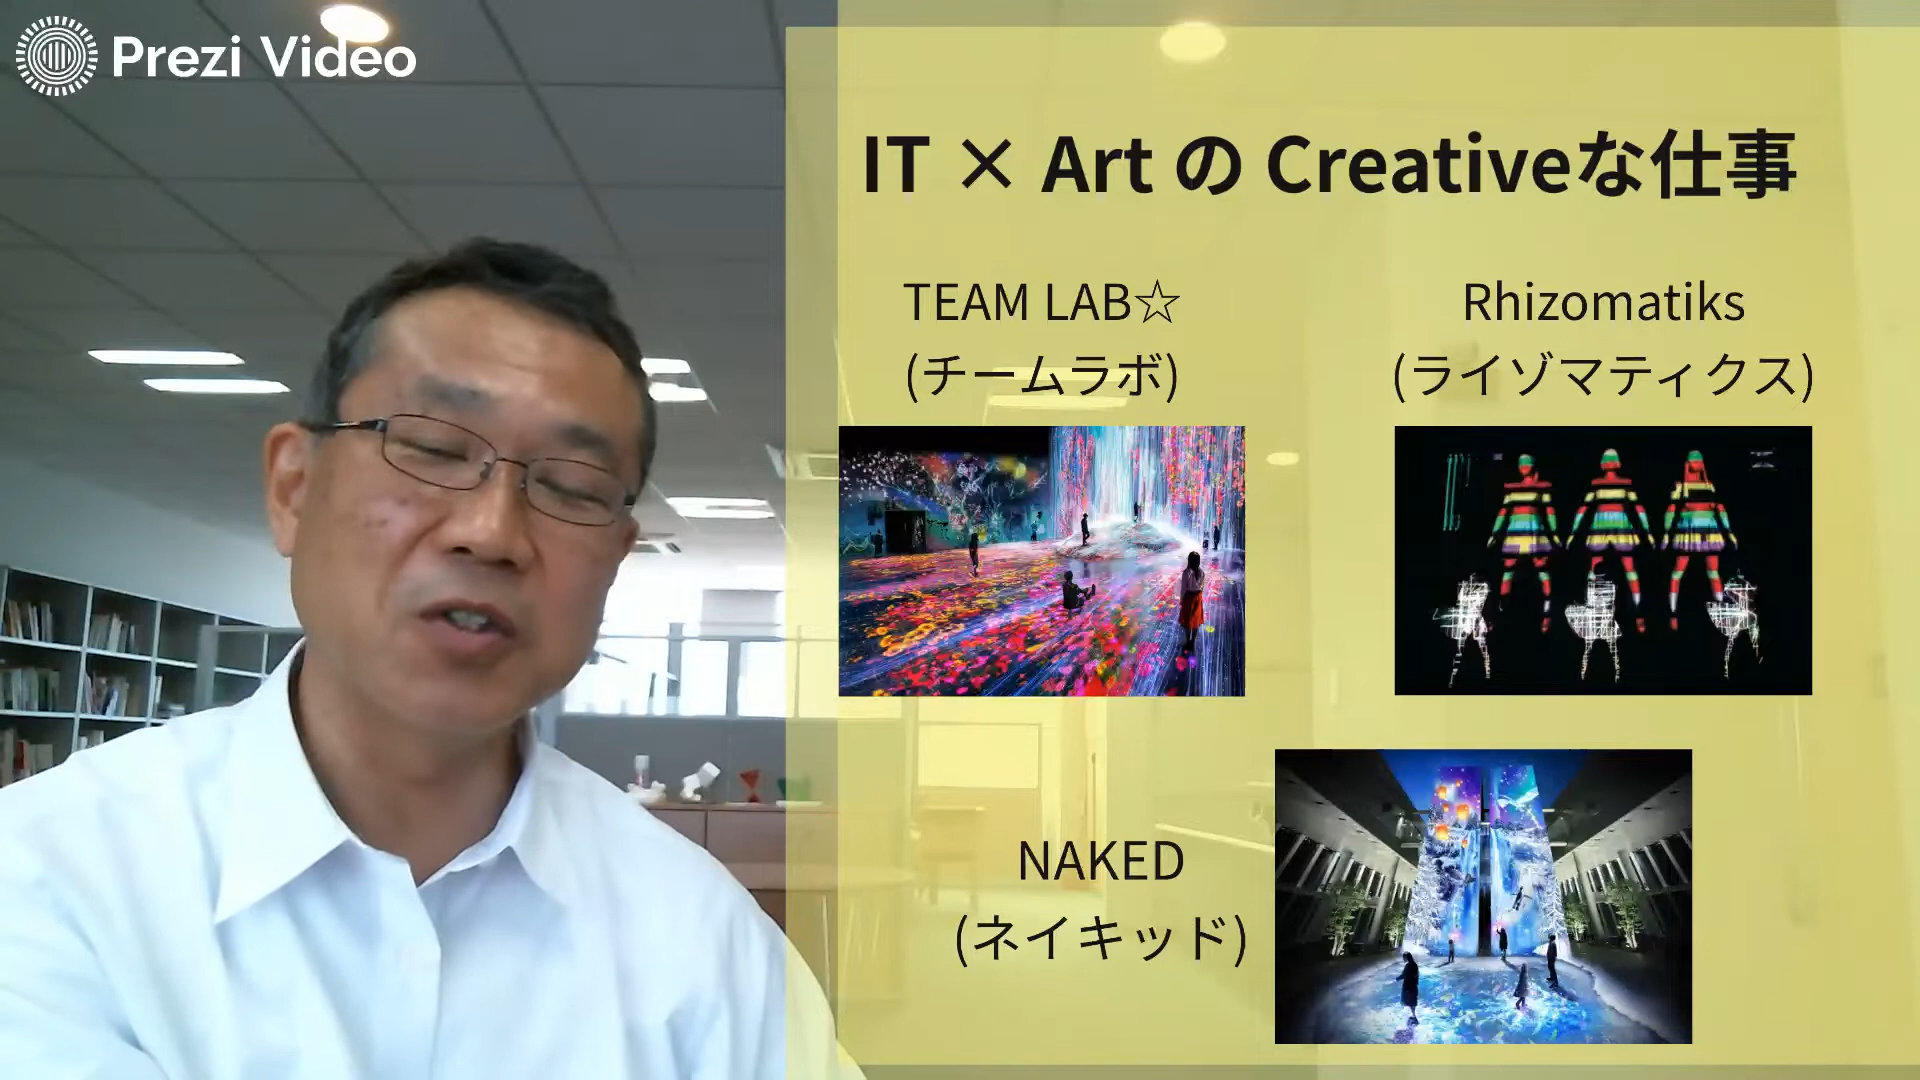 Prezi Video
IT × Art の Creativeな仕事
TEAM LAB☆
(チームラボ)
Rhizomatiks
(ライゾマティクス)
NAKED
(ネイキッド)